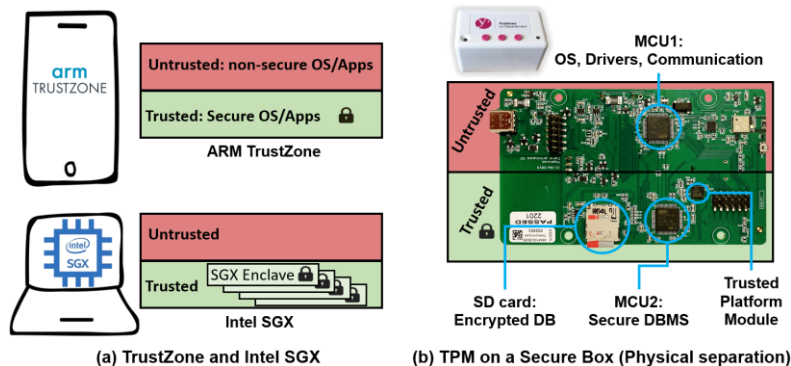 arm
TRUSTZONE
Untrusted: non-secure OS/Apps
Trusted: Secure OS/Apps
ARM TrustZone
intel
SGX
Untrusted
Trusted
SGX Enclave
Intel SGX
(a) TrustZone and Intel SGX
MCU1:
OS, Drivers, Communication
Untrusted
Trusted
PASSED
2201
SD card:
Encrypted DB
MCU2:
Secure DBMS
Trusted
Platform
Module
(b) TPM on a Secure Box (Physical separation)